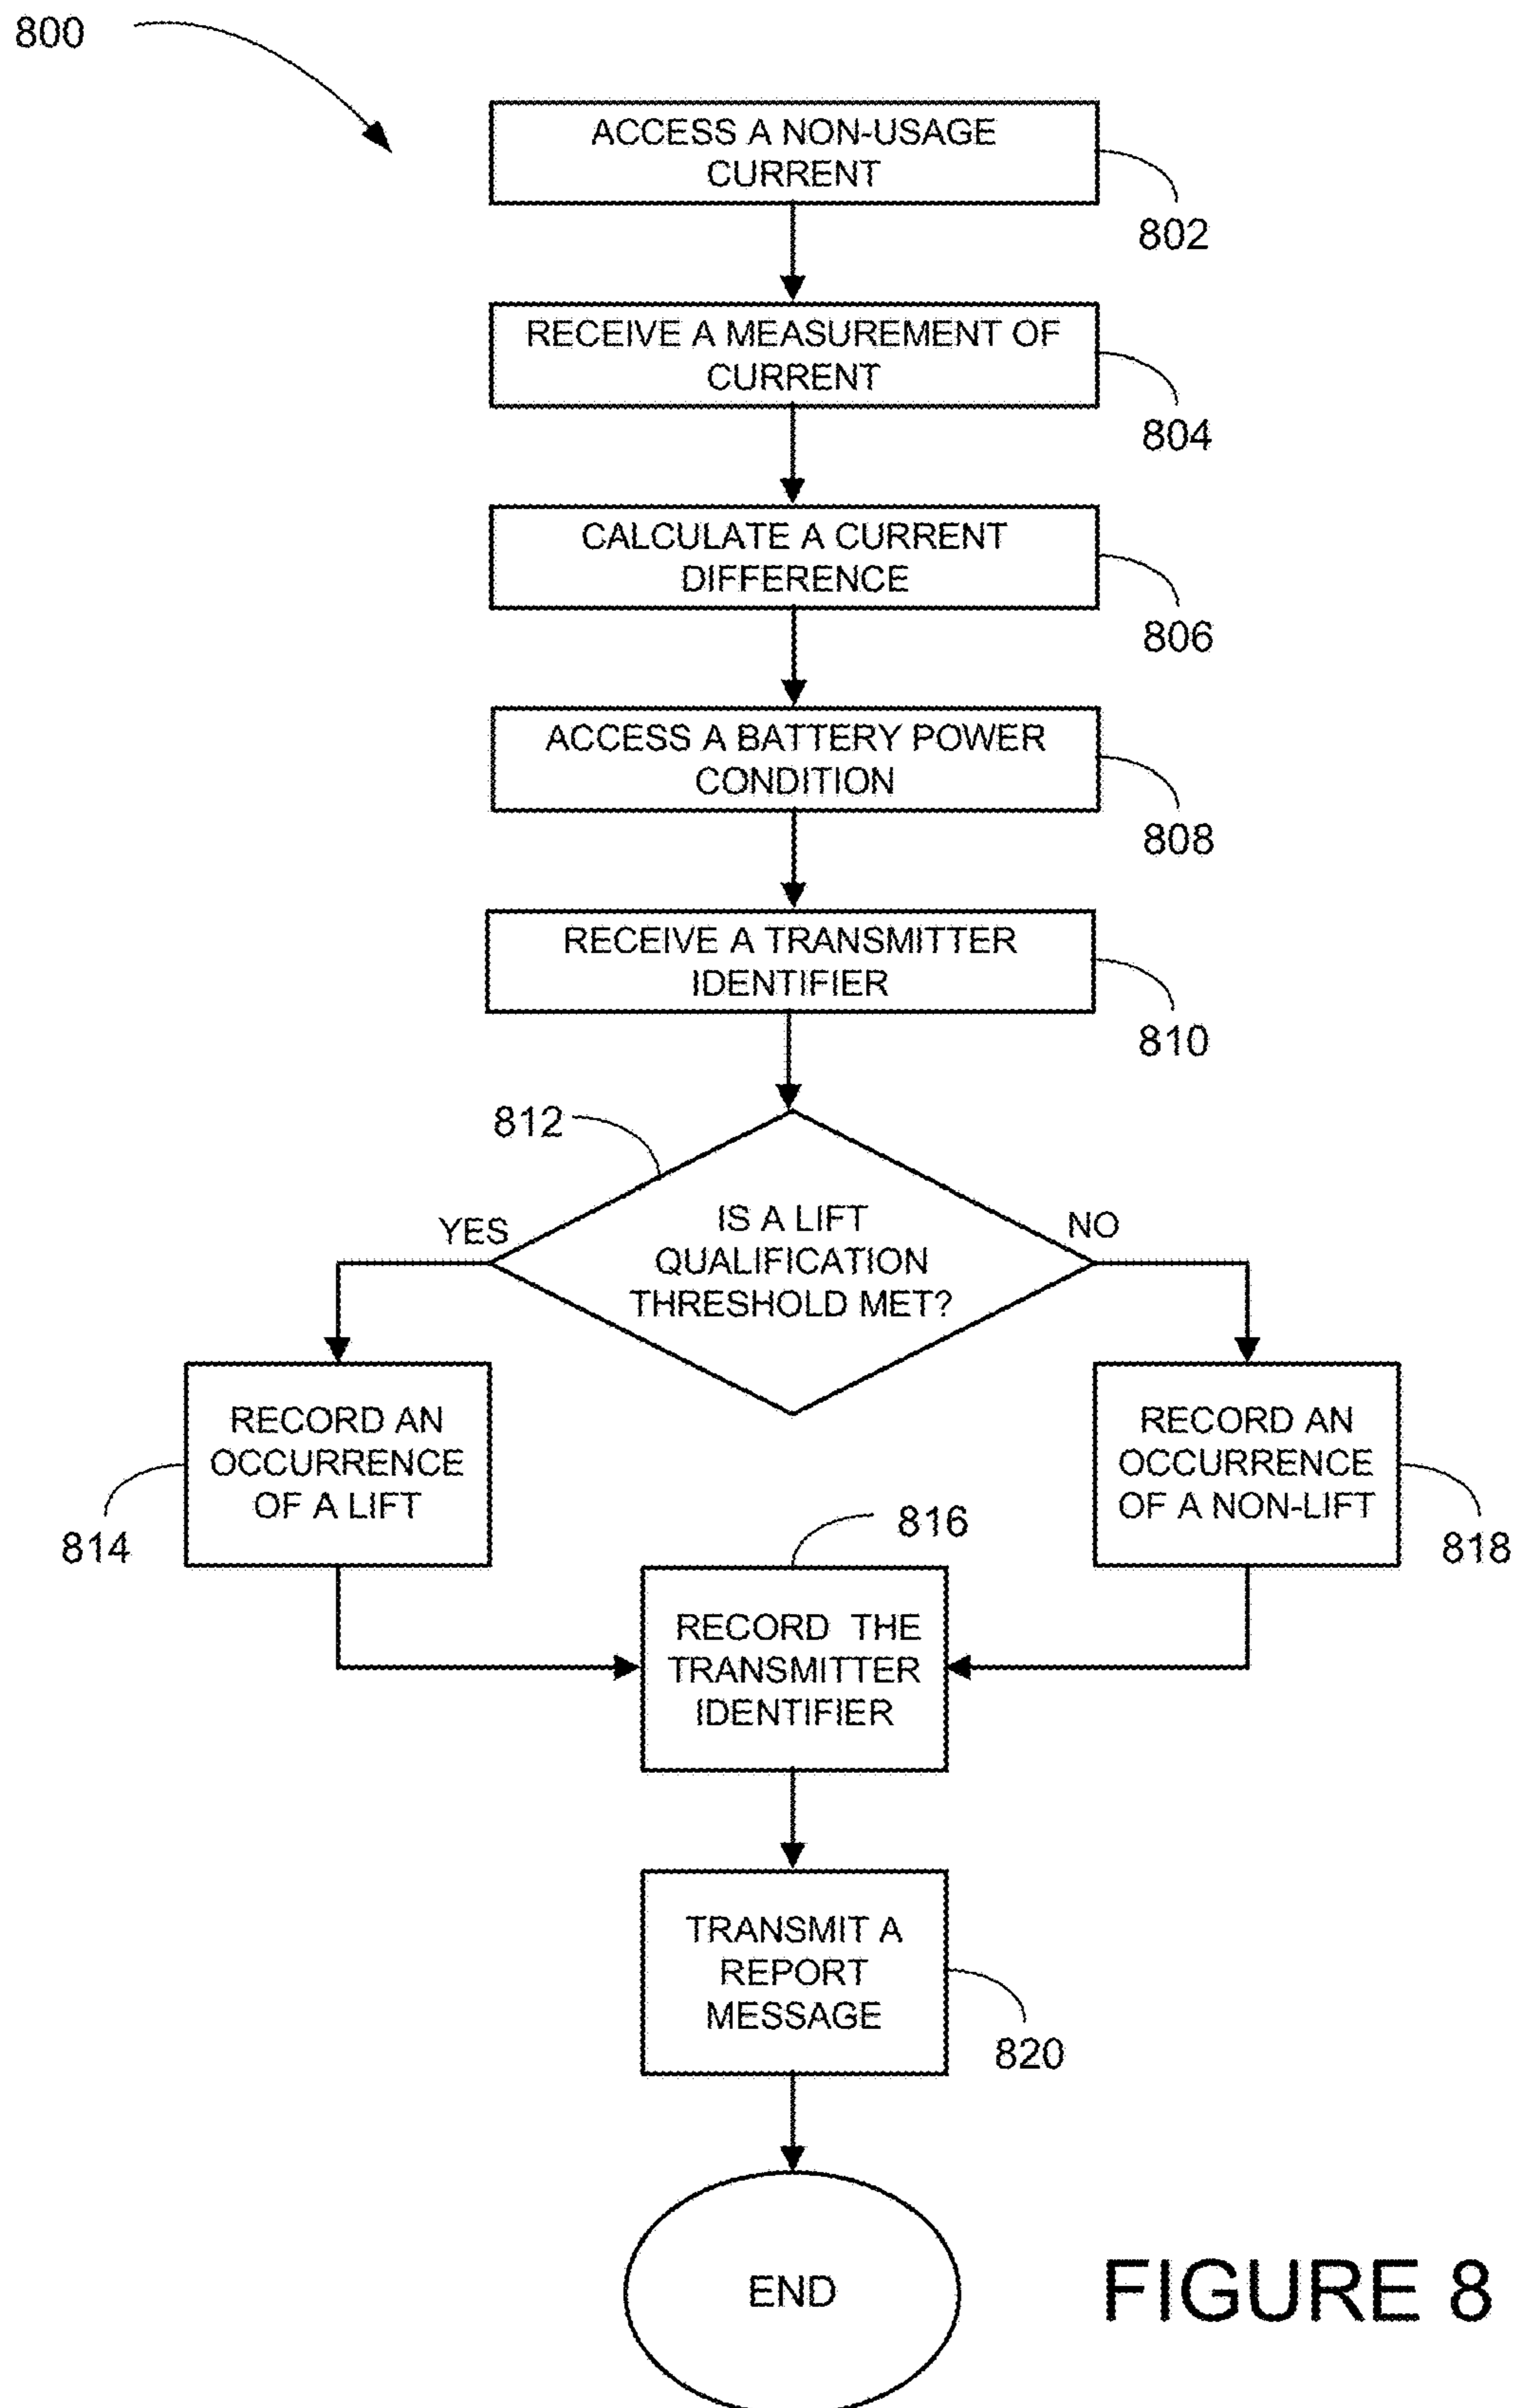 800
ACCESS A NON-USAGE
CURRENT
802
RECEIVE A MEASUREMENT OF
CURRENT
804
CALCULATE A CURRENT
DIFFERENCE
806
ACCESS A BATTERY POWER
CONDITION
808
RECEIVE A TRANSMITTER
IDENTIFIER
810
812
YES
IS A LIFT
QUALIFICATION
THRESHOLD MET?
NO
RECORD AN
OCCURRENCE
OF A LIFT
814
RECORD AN
OCCURRENCE
OF A NON-LIFT
818
816
RECORD THE
TRANSMITTER
IDENTIFIER
TRANSMIT A
REPORT
MESSAGE
820
END
FIGURE 8